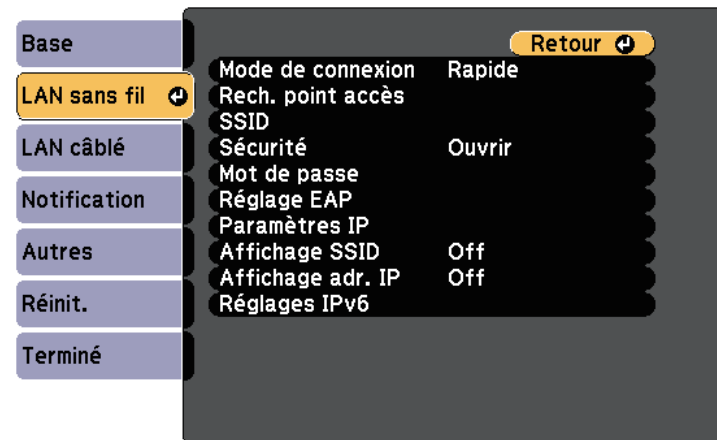 Base
LAN sans fil
LAN câblé
Notification
Autres
Réinit.
Terminé
Retour
Mode de connexion Rapide
Rech. point accès
SSID
Sécurité Ouvrir
Mot de passe
Réglage EAP
Paramètres IP
Affichage SSID Off
Affichage adr. IP Off
Réglages IPv6